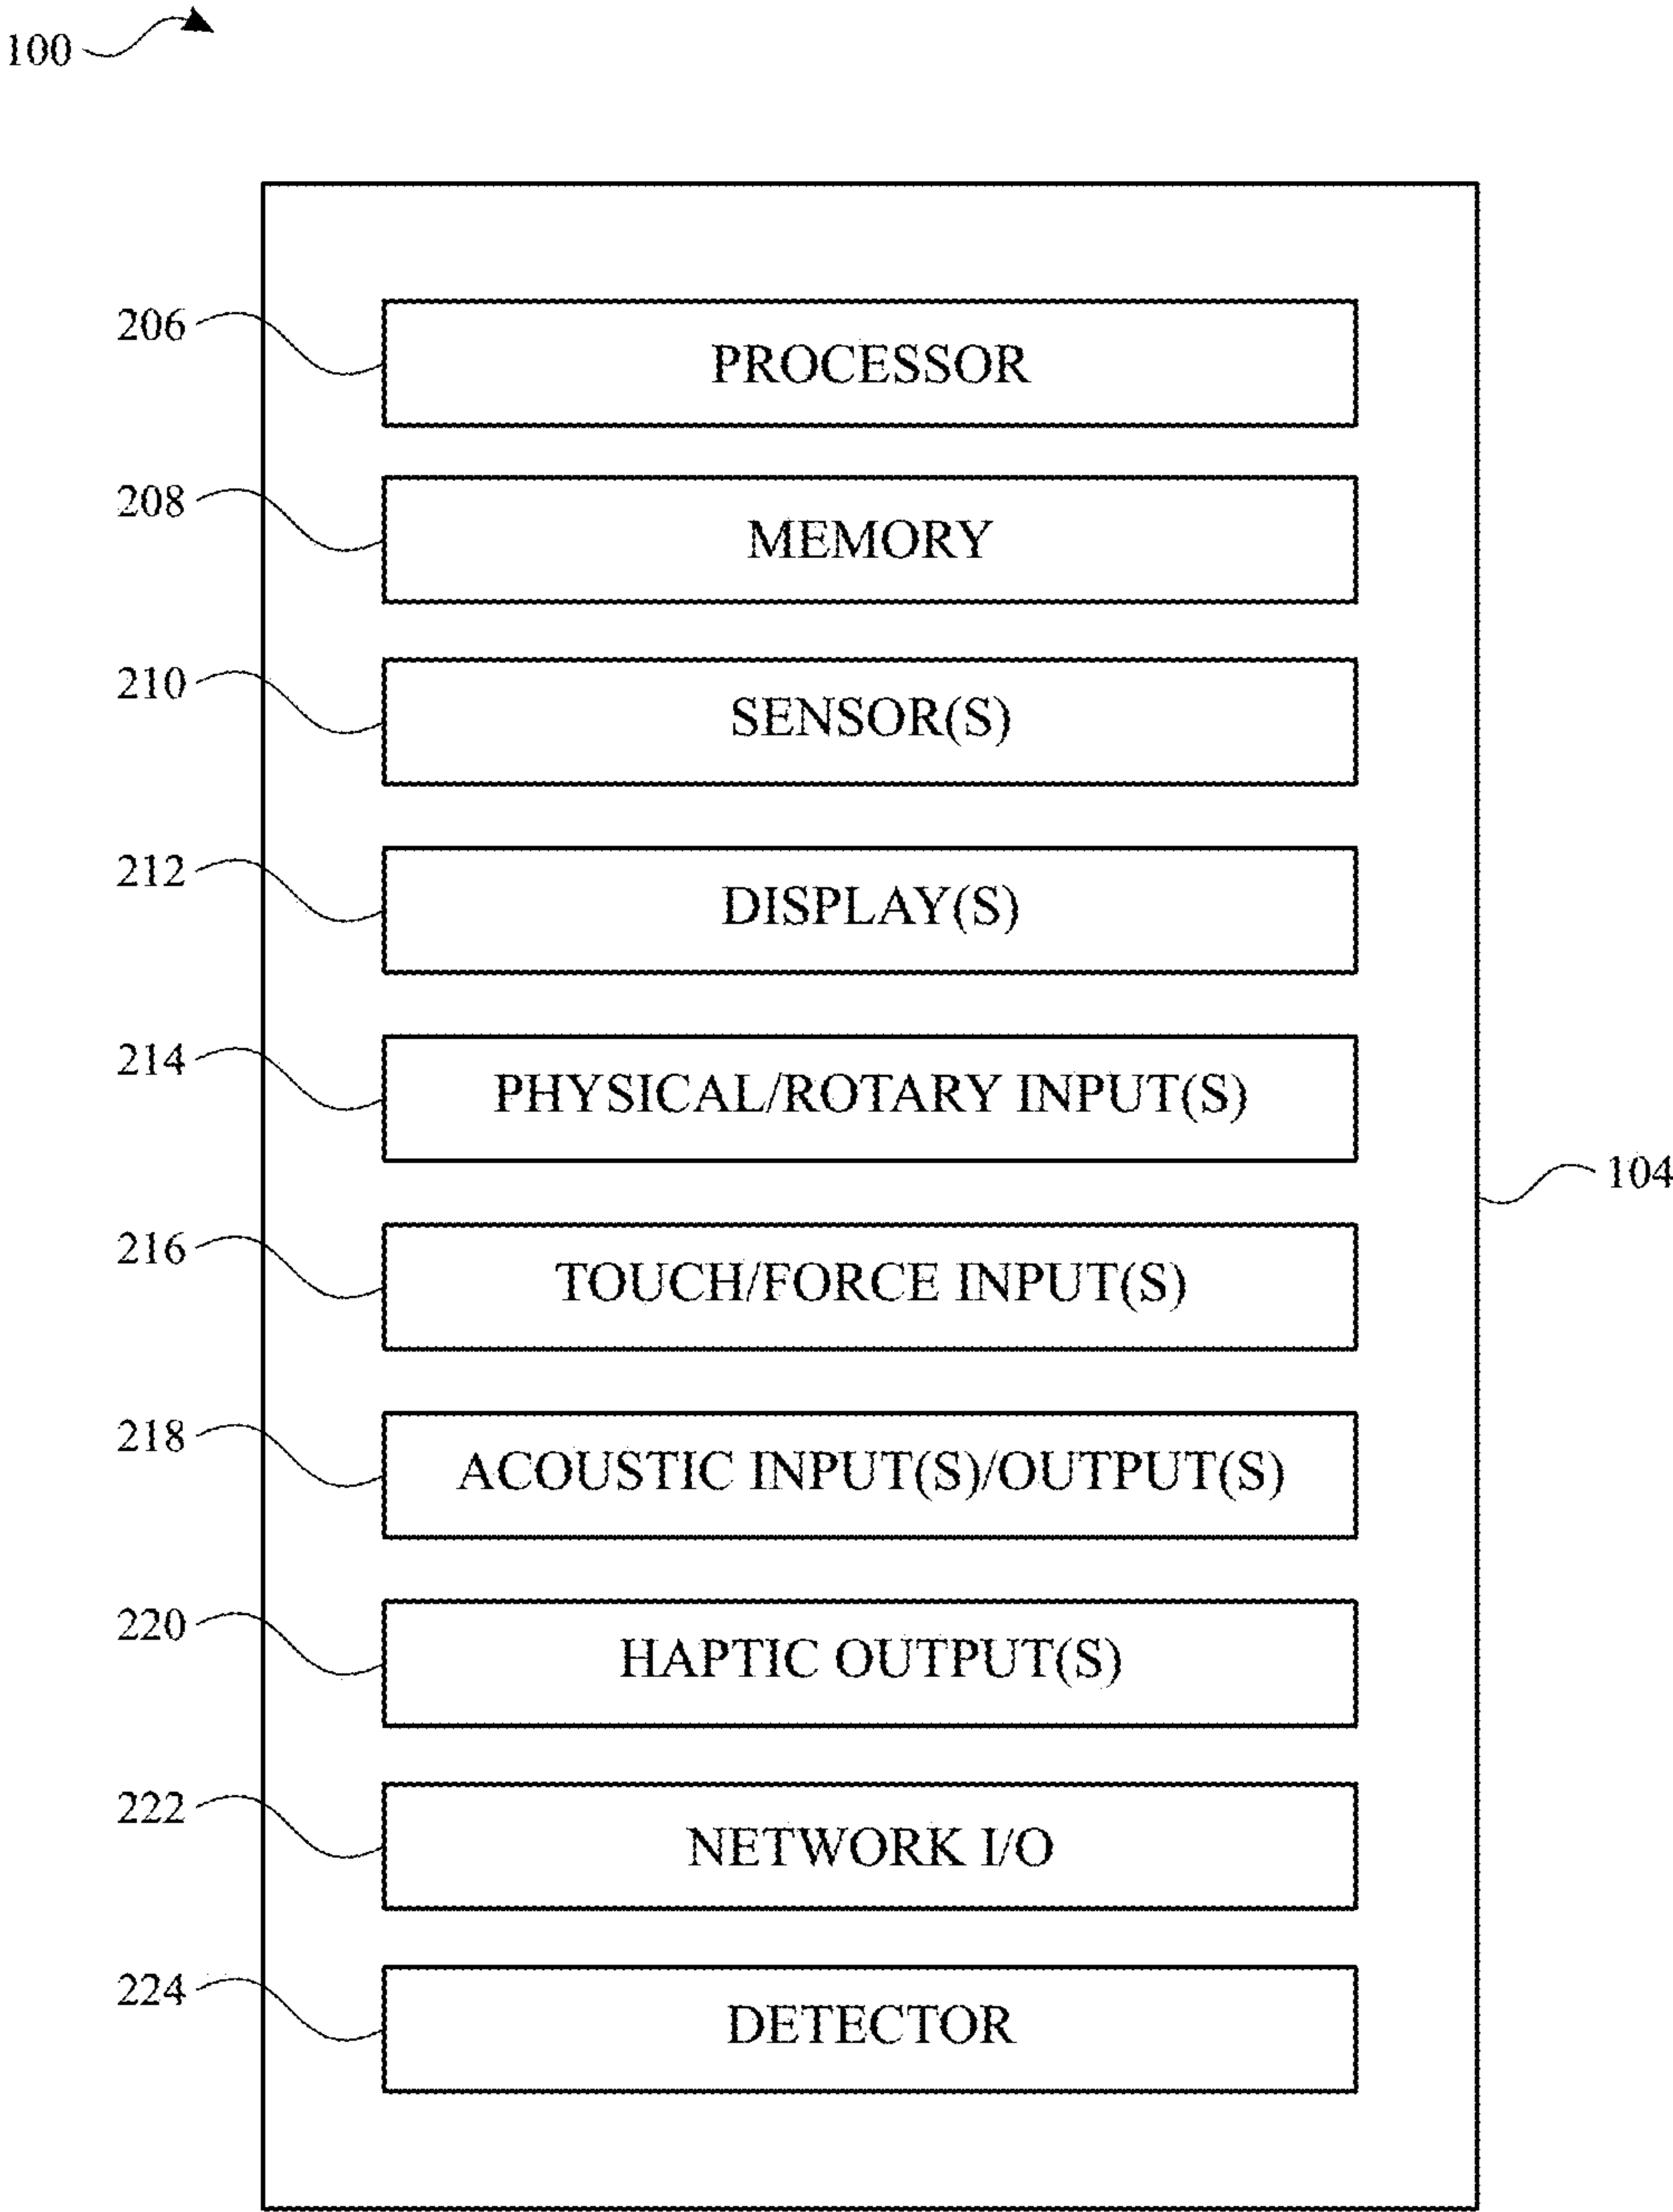 100
206 PROCESSOR
208 MEMORY
210 SENSOR(S)
212 DISPLAY(S)
214 PHYSICAL/ROTARY INPUT(S)
104
216 TOUCH/FORCE INPUT(S)
218 ACOUSTIC INPUT(S)/OUTPUT(S)
220 HAPTIC OUTPUT(S)
222 NETWORK I/O
224 DETECTOR